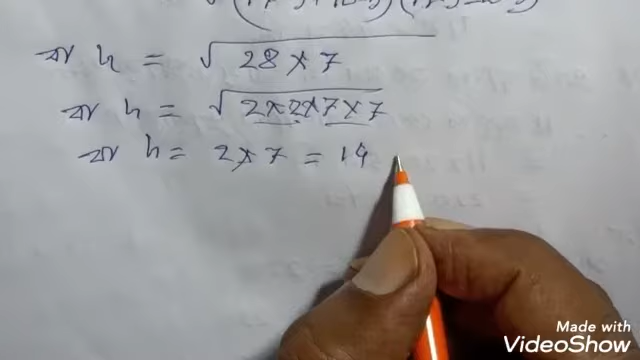 वा h = √28×7
वा h = √2×2×7×7
वा h = 2×7 = 14
Made with
VideoShow